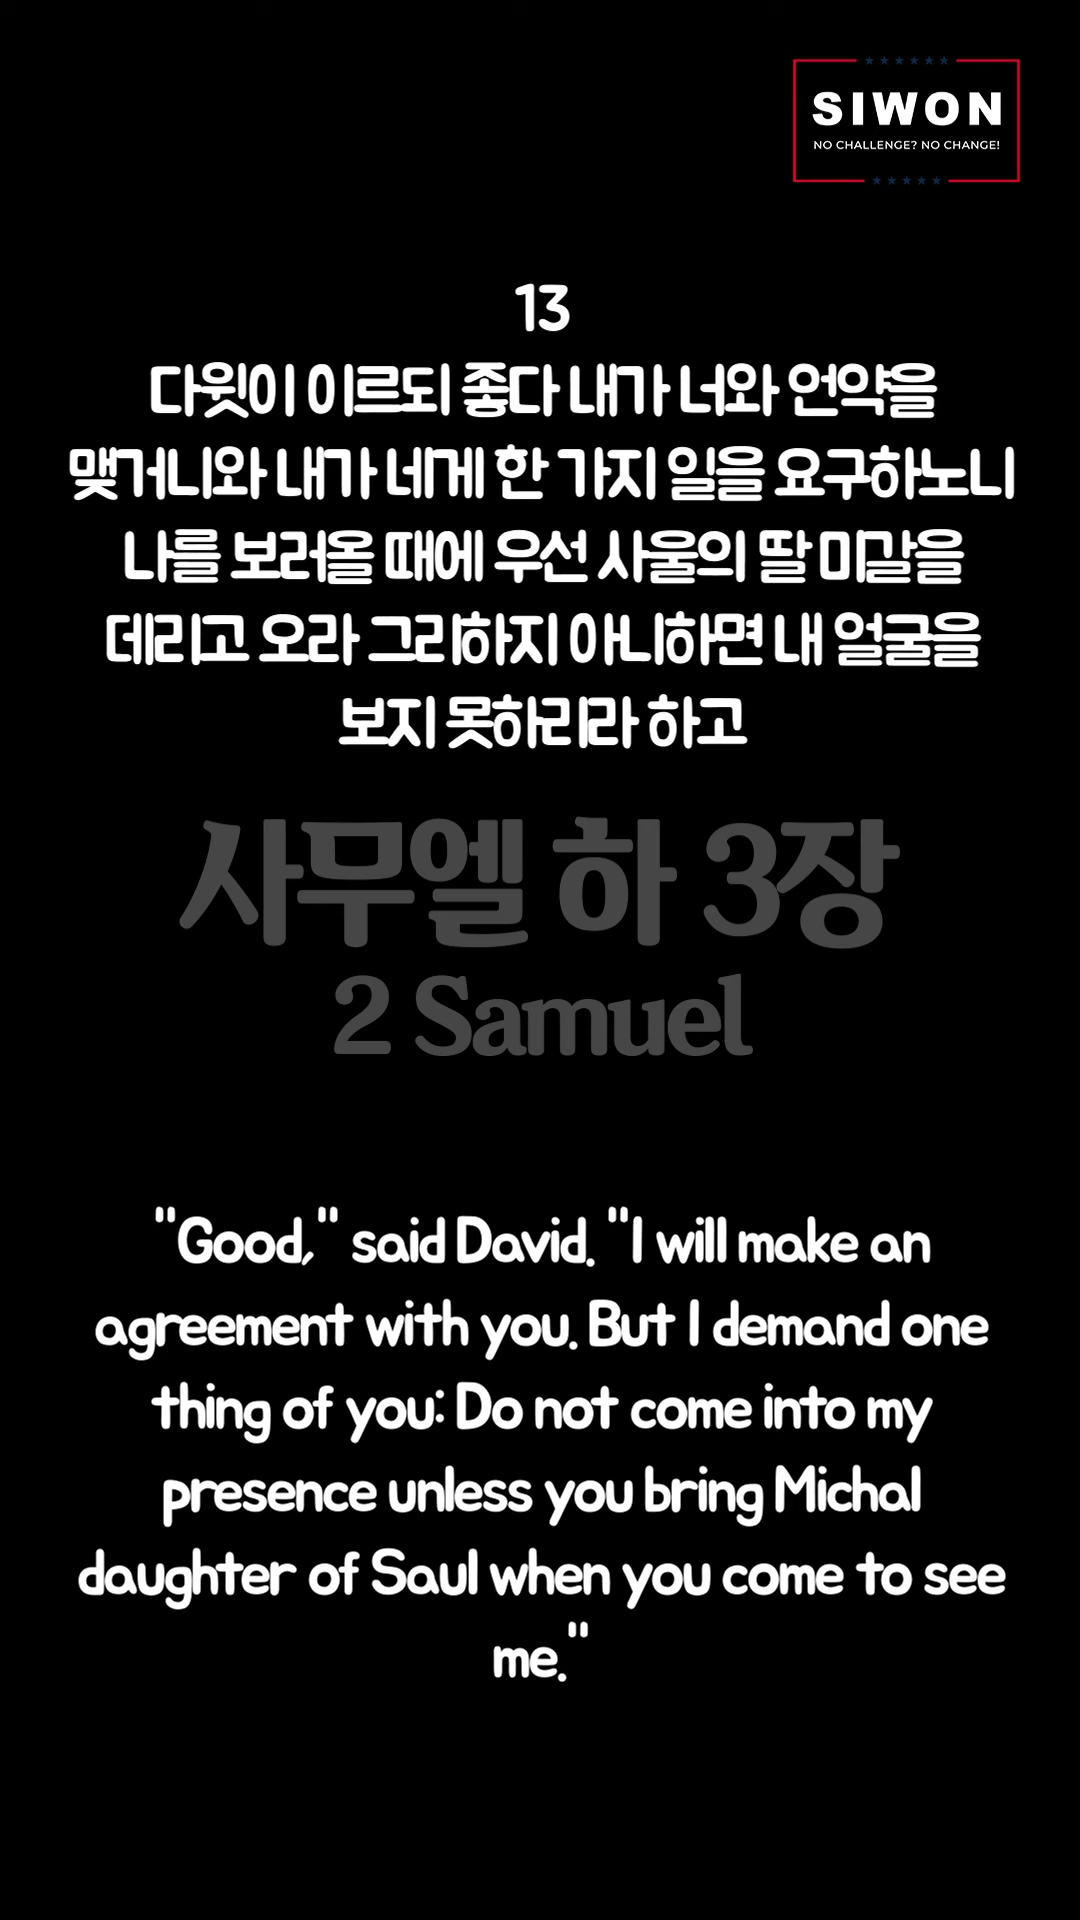 SIWON
NO CHALLENGE? NO CHANGE!
13
다윗이 이르되 좋다 내가 너와 언약을
맺거니와 내가 네게 한 가지 일을 요구하노니
나를 보러올 때에 우선 사울의 딸 미갈을
데리고 오라 그리하지 아니하면 내 얼굴을
보지 못하리라 하고
사무엘 하 3장
2 Samuel
"Good," said David. "I will make an
agreement with you. But I demand one
thing of you: Do not come into my
presence unless you bring Michal
daughter of Saul when you come to see
me."